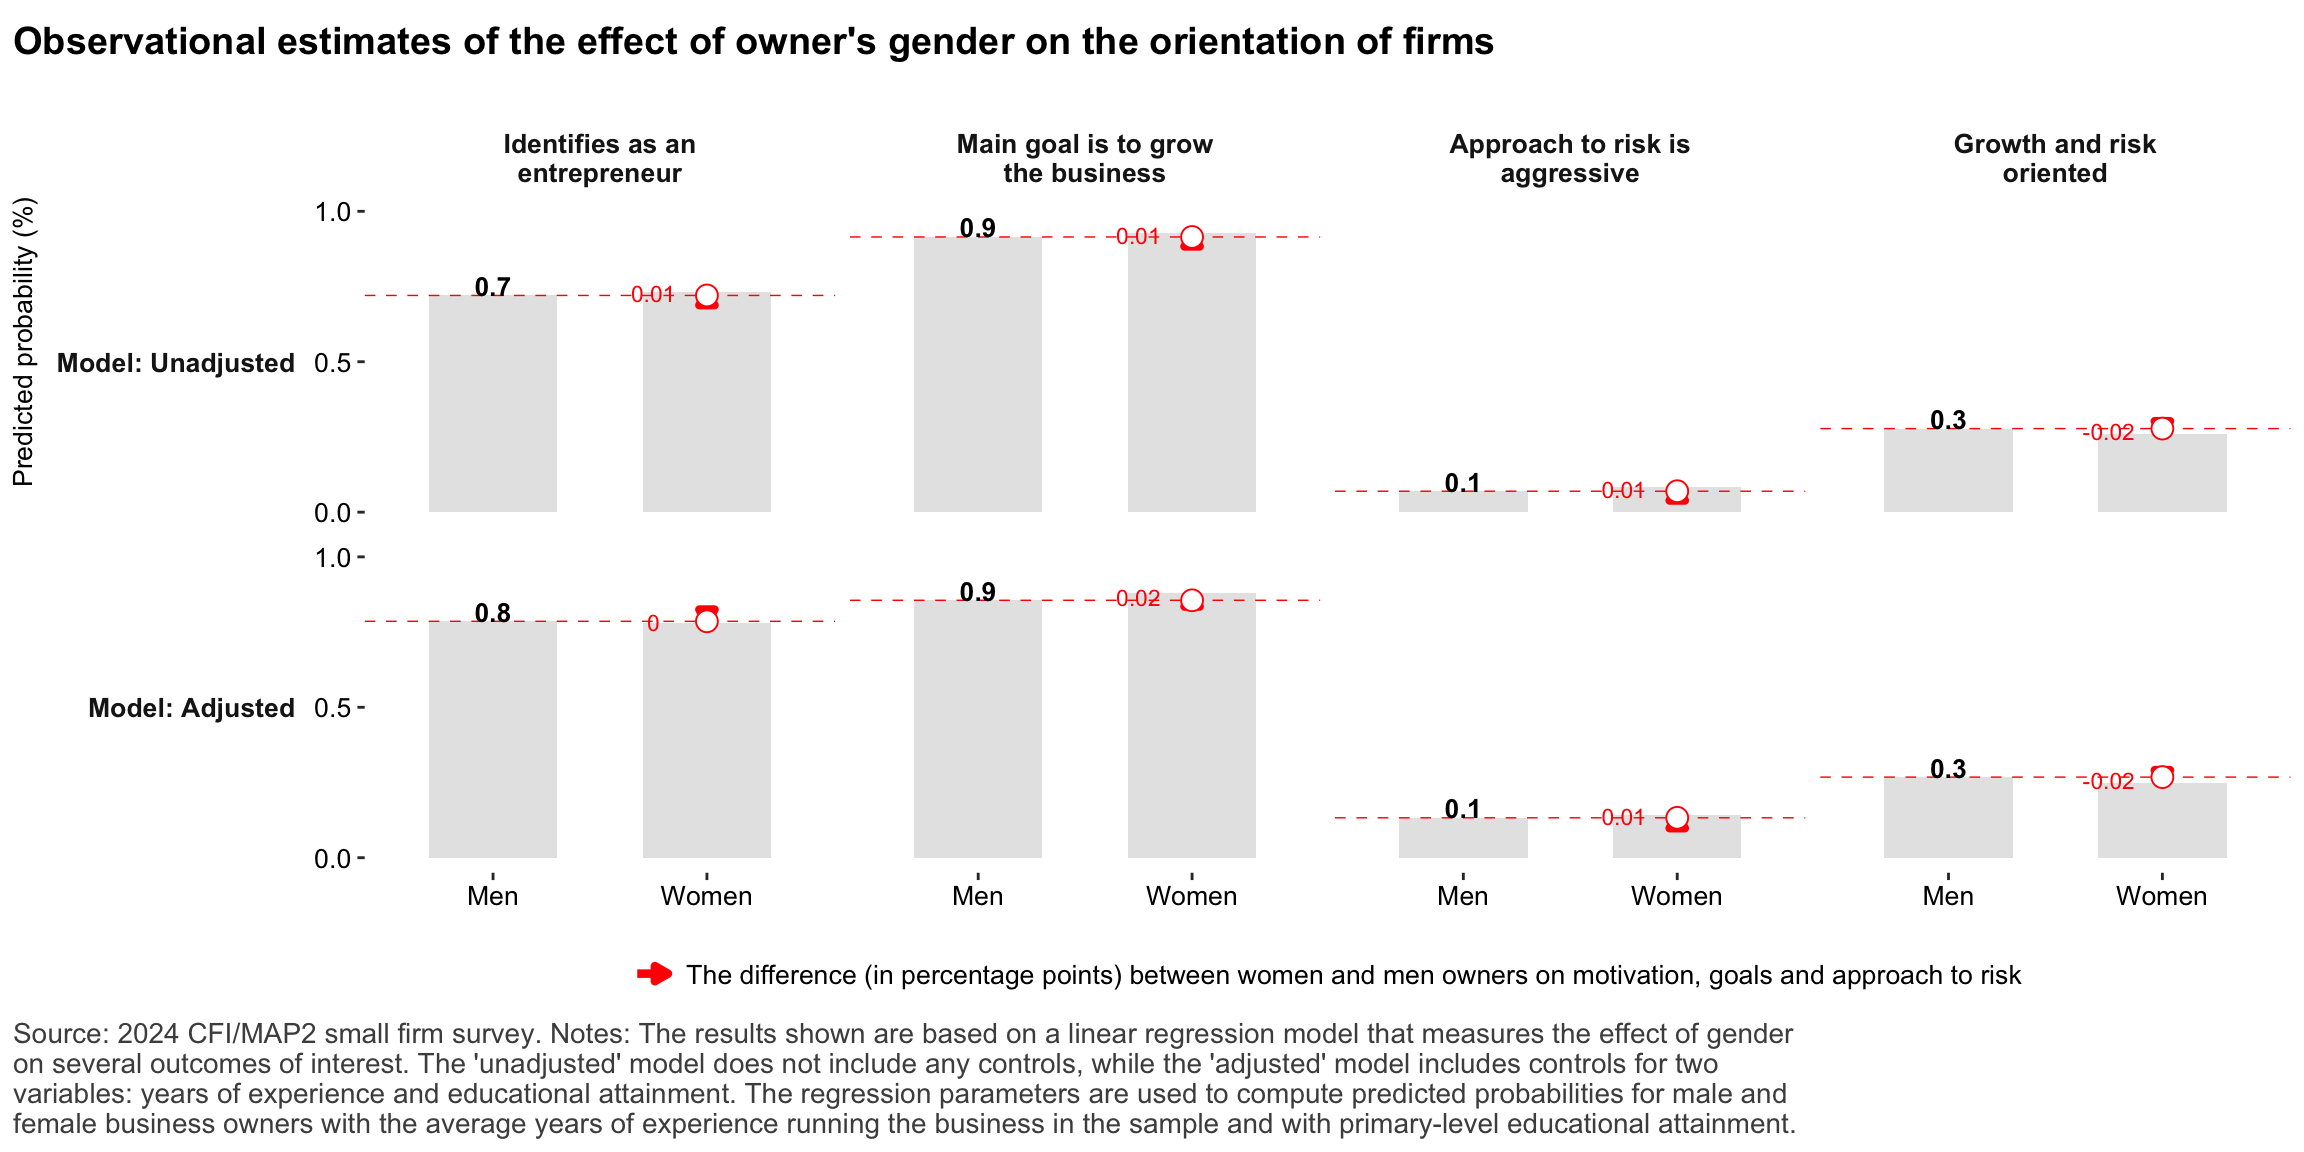 Observational estimates of the effect of owner's gender on the orientation of firms
Identifies as an
entrepreneur
Main goal is to grow
the business
Approach to risk is
aggressive
Growth and risk
oriented
Predicted probability (%)
Model: Unadjusted
1.0
0.5
0.0
0.7
0.01
0.9
0.01
0.1
0.01
0.3
-0.02
Model: Adjusted
1.0
0.5
0.0
0.8
0
0.9
0.02
0.1
0.01
0.3
-0.02
Men
Women
Men
Women
Men
Women
Men
Women
The difference (in percentage points) between women and men owners on motivation, goals and approach to risk
Source: 2024 CFI/MAP2 small firm survey. Notes: The results shown are based on a linear regression model that measures the effect of gender
on several outcomes of interest. The 'unadjusted' model does not include any controls, while the 'adjusted' model includes controls for two
variables: years of experience and educational attainment. The regression parameters are used to compute predicted probabilities for male and
female business owners with the average years of experience running the business in the sample and with primary-level educational attainment.